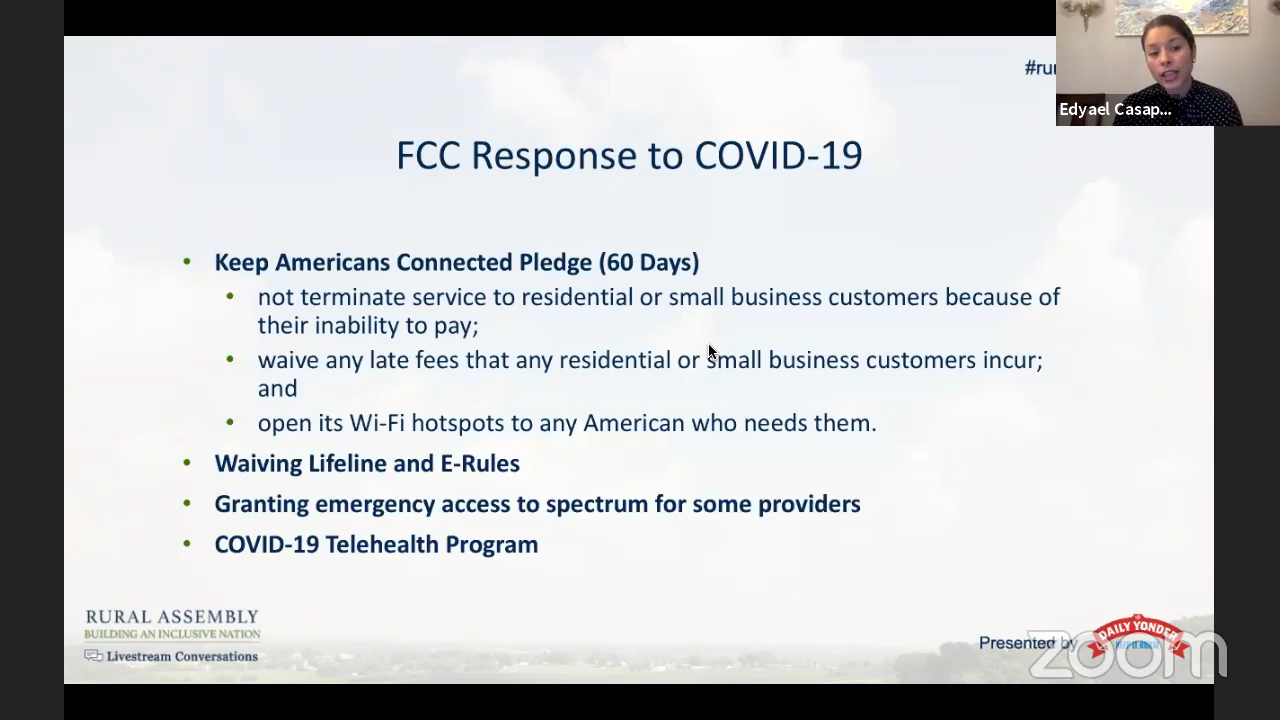 #rur
Edyael Casap...
FCC Response to COVID-19
• Keep Americans Connected Pledge (60 Days)
• not terminate service to residential or small business customers because of
their inability to pay;
• waive any late fees that any residential or small business customers incur;
and
• open its Wi-Fi hotspots to any American who needs them.
• Waiving Lifeline and E-Rules
• Granting emergency access to spectrum for some providers
• COVID-19 Telehealth Program
RURAL ASSEMBLY
BUILDING AN INCLUSIVE NATION
Livestream Conversations
Presented by
DAILY YONDER
KEEP IT RURAL
zoom